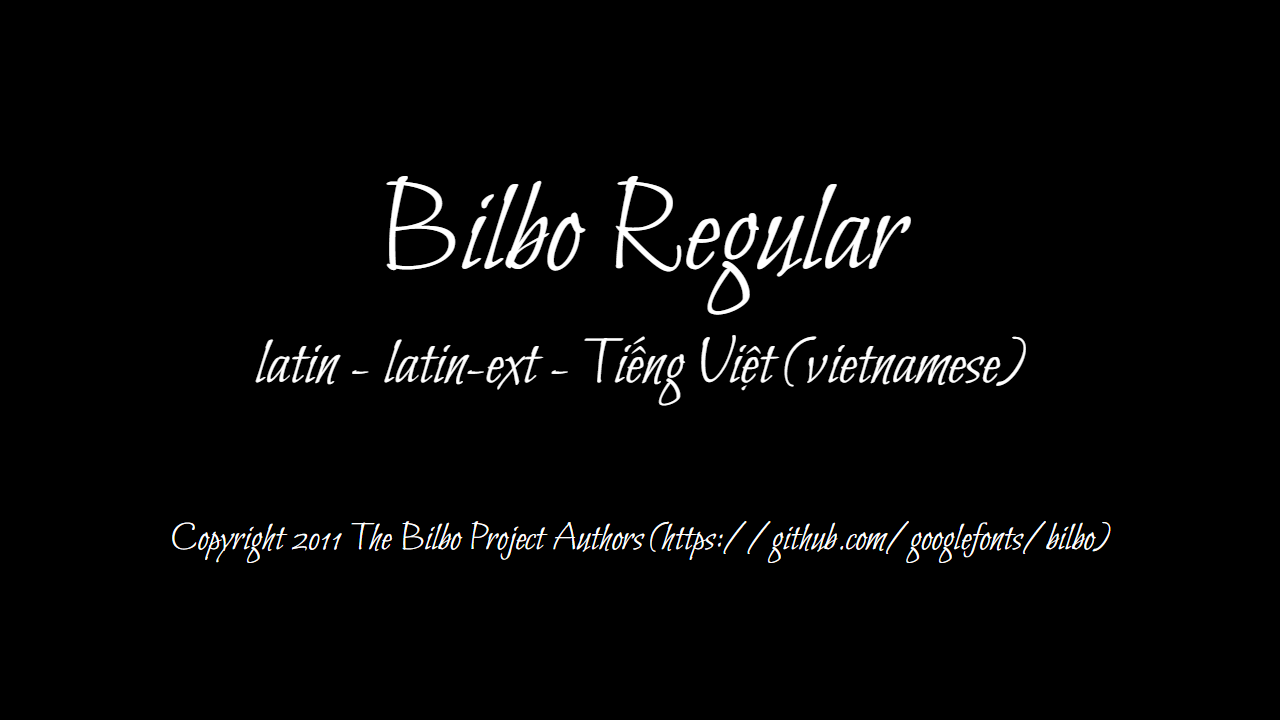 Bilbo Regular
latin - latin-ext - Tiếng Việt (vietnamese)
Copyright 2011 The Bilbo Project Authors (https://github.com/googlefonts/bilbo)